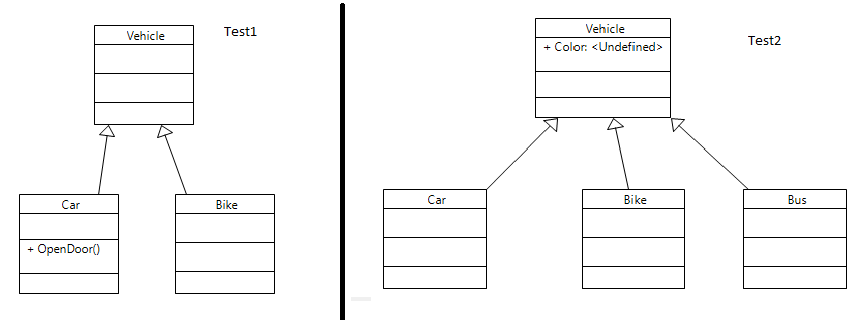 Test1
Vehicle
Car
+ OpenDoor()
Bike
Test2
Vehicle
+ Color: <Undefined>
Car
Bike
Bus